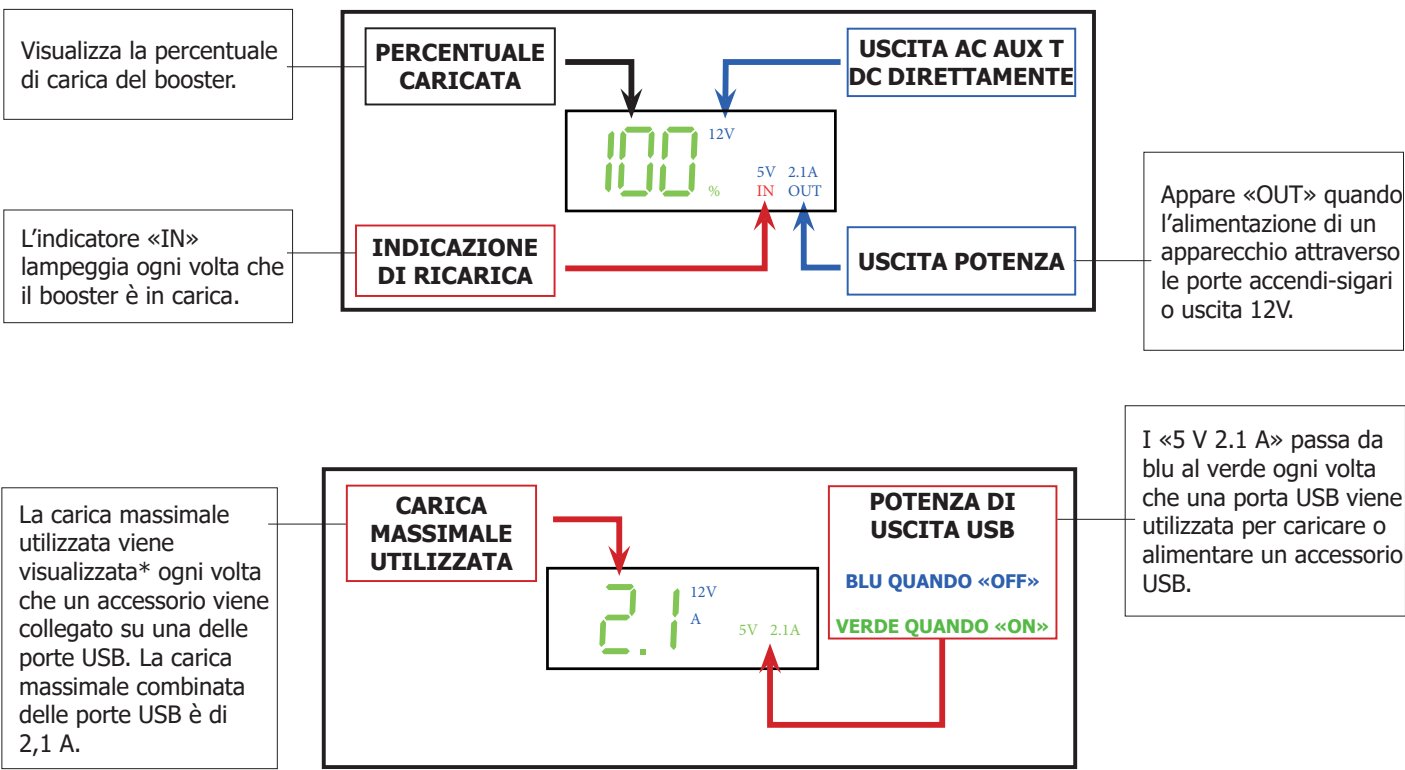 Visualizza la percentuale
di carica del booster.
PERCENTUALE
CARICATA
USCITA AC AUX T
DC DIRETTAMENTE
100
%
12V
5V 2.1A
IN OUT
L'indicatore «IN»
lampeggia ogni volta che
il booster è in carica.
INDICAZIONE
DI RICARICA
USCITA POTENZA
Appare «OUT» quando
l'alimentazione di un
apparecchio attraverso
le porte accendi-sigari
o uscita 12V.
La carica massimale
utilizzata viene
visualizzata* ogni volta
che un accessorio viene
collegato su una delle
porte USB. La carica
massimale combinata
delle porte USB è di
2,1 A.
CARICA
MASSIMALE
UTILIZZATA
2.1
12V
A
5V 2.1A
POTENZA DI
USCITA USB
BLU QUANDO «OFF»
VERDE QUANDO «ON»
I «5 V 2.1 A» passa da
blu al verde ogni volta
che una porta USB viene
utilizzata per caricare o
alimentare un accessorio
USB.